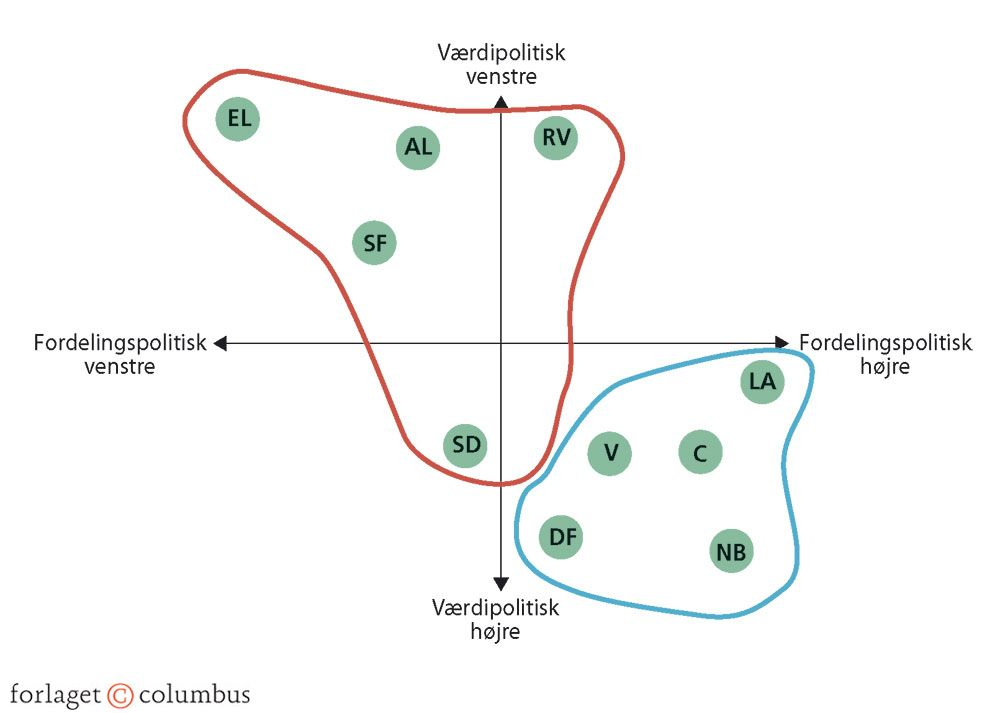 Værdipolitisk
venstre
EL
AL
RV
SF
Fordelingspolitisk
venstre
Fordelingspolitisk
højre
LA
SD
V
C
DF
NB
Værdipolitisk
højre
forlaget © columbus